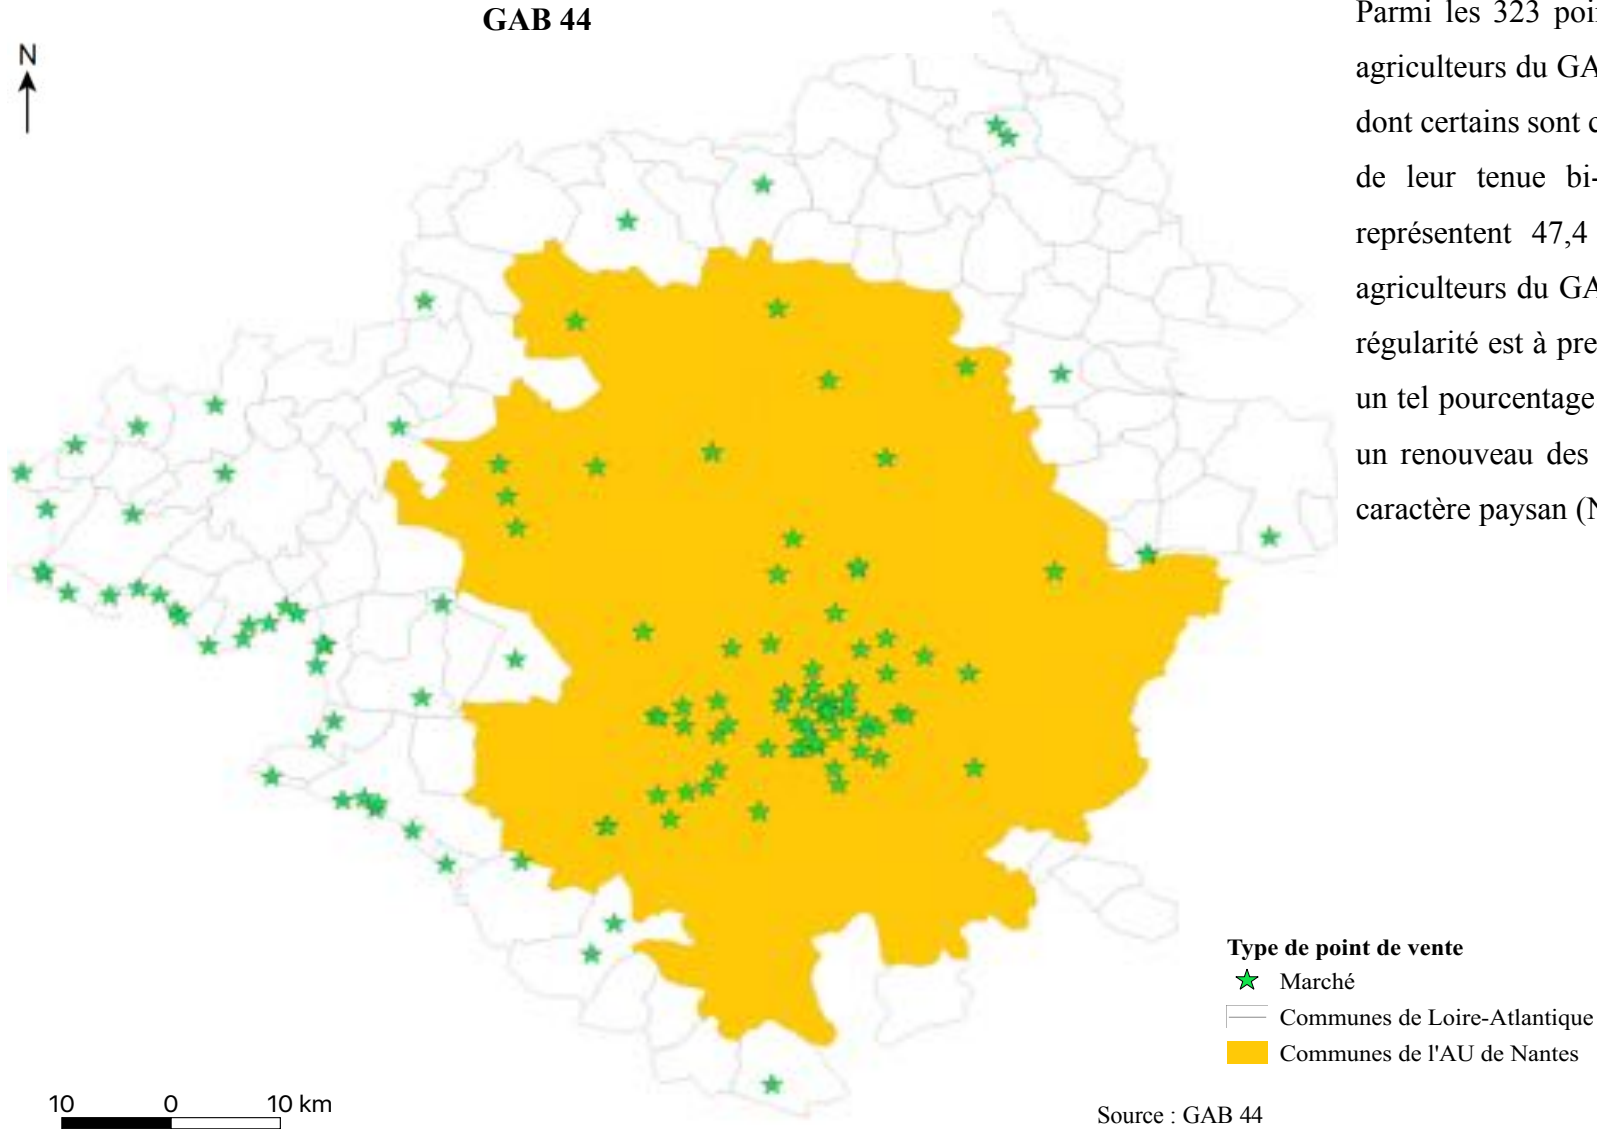 GAB 44
N
Parmi les 323 poi
agriculteurs du GA
dont certains sont c
de leur tenue bi-
représentent 47,4
agriculteurs du GA
régularité est à pre
un tel pourcentage
un renouveau des
caractère paysan (N
Type de point de vente
Marché
Communes de Loire-Atlantique
Communes de l'AU de Nantes
10 0 10 km
Source : GAB 44